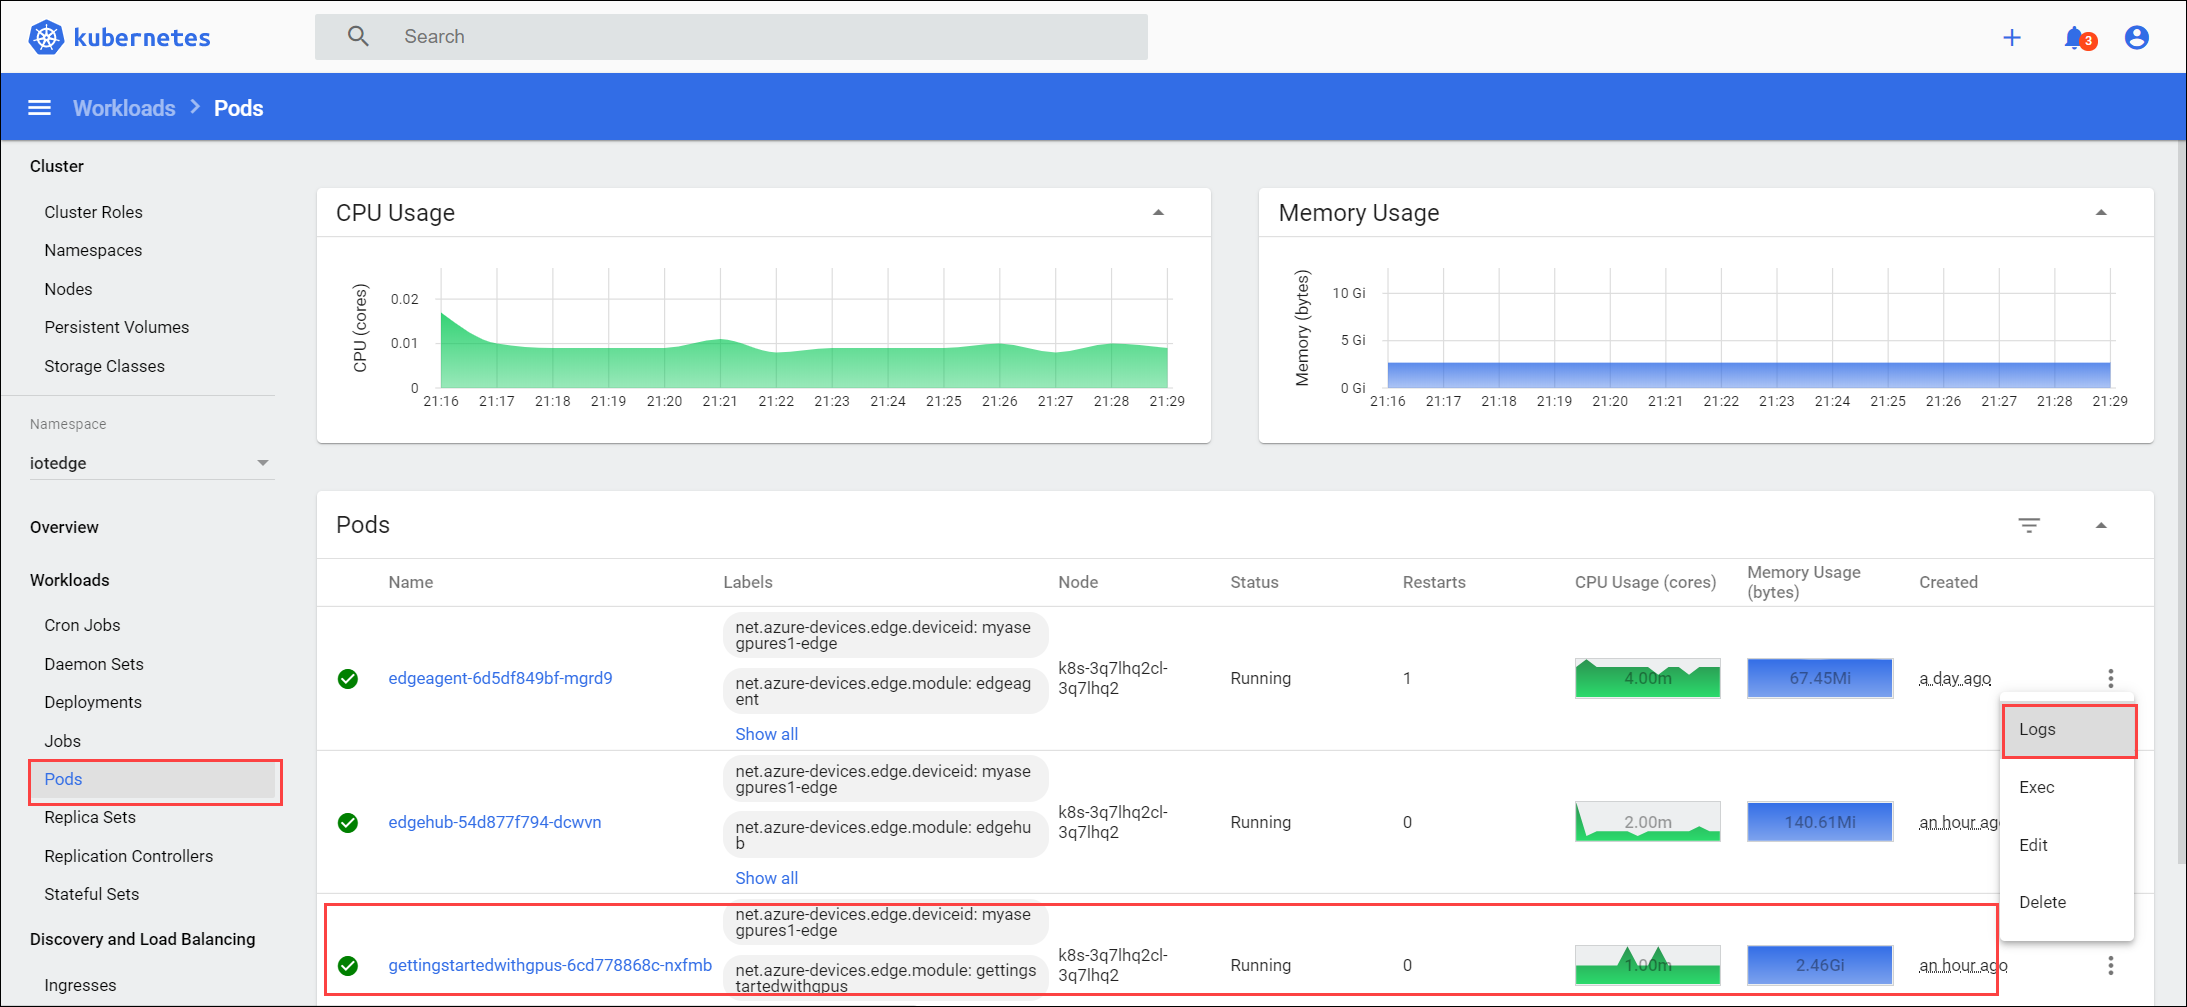 kubernetes
Search
3
Workloads > Pods
Cluster
Cluster Roles
Namespaces
Nodes
Persistent Volumes
Storage Classes
Namespace
iotedge
Overview
Workloads
Cron Jobs
Daemon Sets
Deployments
Jobs
Pods
Replica Sets
Replication Controllers
Stateful Sets
Discovery and Load Balancing
Ingresses
CPU Usage
CPU (cores)
0.02
0.01
0
21:16 21:17 21:18 21:19 21:20 21:21 21:22 21:23 21:24 21:25 21:26 21:27 21:28 21:29
Memory Usage
Memory (bytes)
10 Gi
5 Gi
0 Gi
21:16 21:17 21:18 21:19 21:20 21:21 21:22 21:23 21:24 21:25 21:26 21:27 21:28 21:29
Pods
Name Labels Node Status Restarts CPU Usage (cores) Memory Usage
(bytes) Created
net.azure-devices.edge.deviceid: myase
gpures1-edge
net.azure-devices.edge.module: edgeag
ent
Show all
edgeagent-6d5df849bf-mgrd9
k8s-3q7lhq2cl-
3q7lhq2
Running 1 4.00m 67.45Mi a day ago
net.azure-devices.edge.deviceid: myase
gpures1-edge
net.azure-devices.edge.module: edgehu
b
Show all
edgehub-54d877f794-dcwvn
k8s-3q7lhq2cl-
3q7lhq2
Running 0 2.00m 140.61Mi an hour ag
net.azure-devices.edge.deviceid: myase
gpures1-edge
net.azure-devices.edge.module: gettings
tartedwithgpus
gettingstartedwithgpus-6cd778868c-nxfmb
k8s-3q7lhq2cl-
3q7lhq2
Running 0 1.00m 2.46Gi an hour ago
Logs
Exec
Edit
Delete